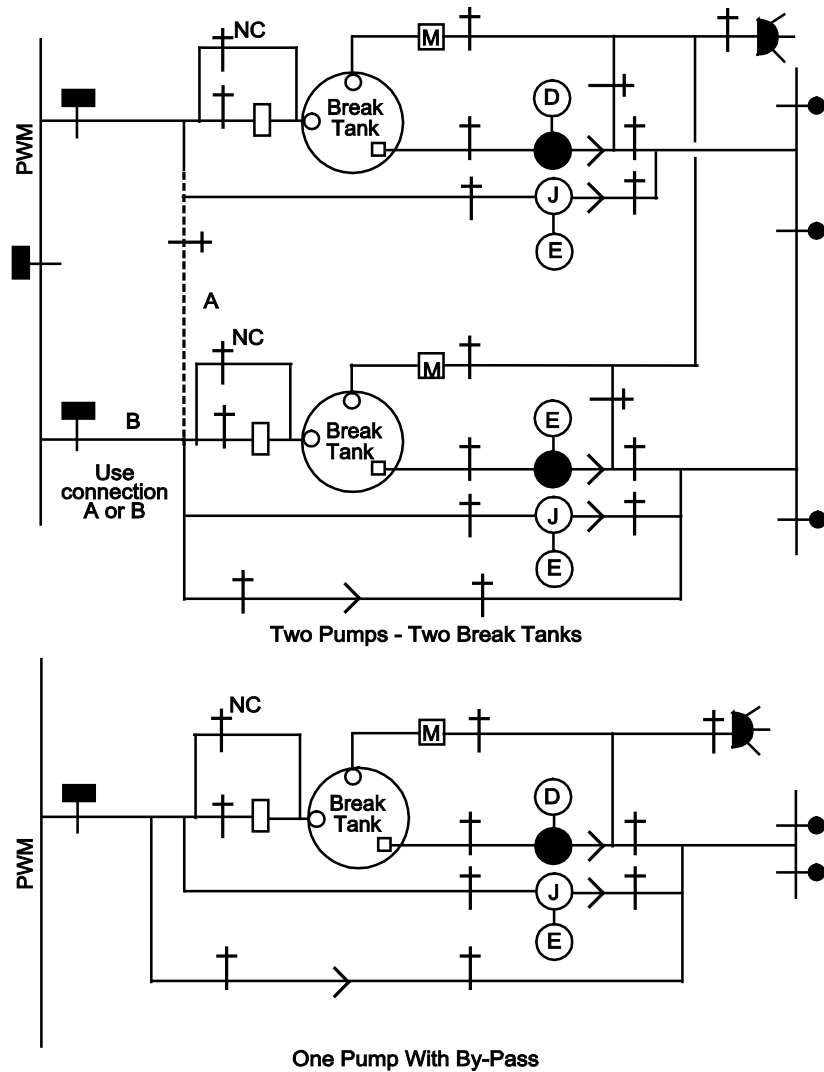 NC
M
Break
Tank
D
PWM
J
E
A
NC
M
B
Break
Tank
E
Use
connection
A or B
J
E
Two Pumps - Two Break Tanks
NC
M
Break
Tank
D
PWM
J
E
One Pump With By-Pass